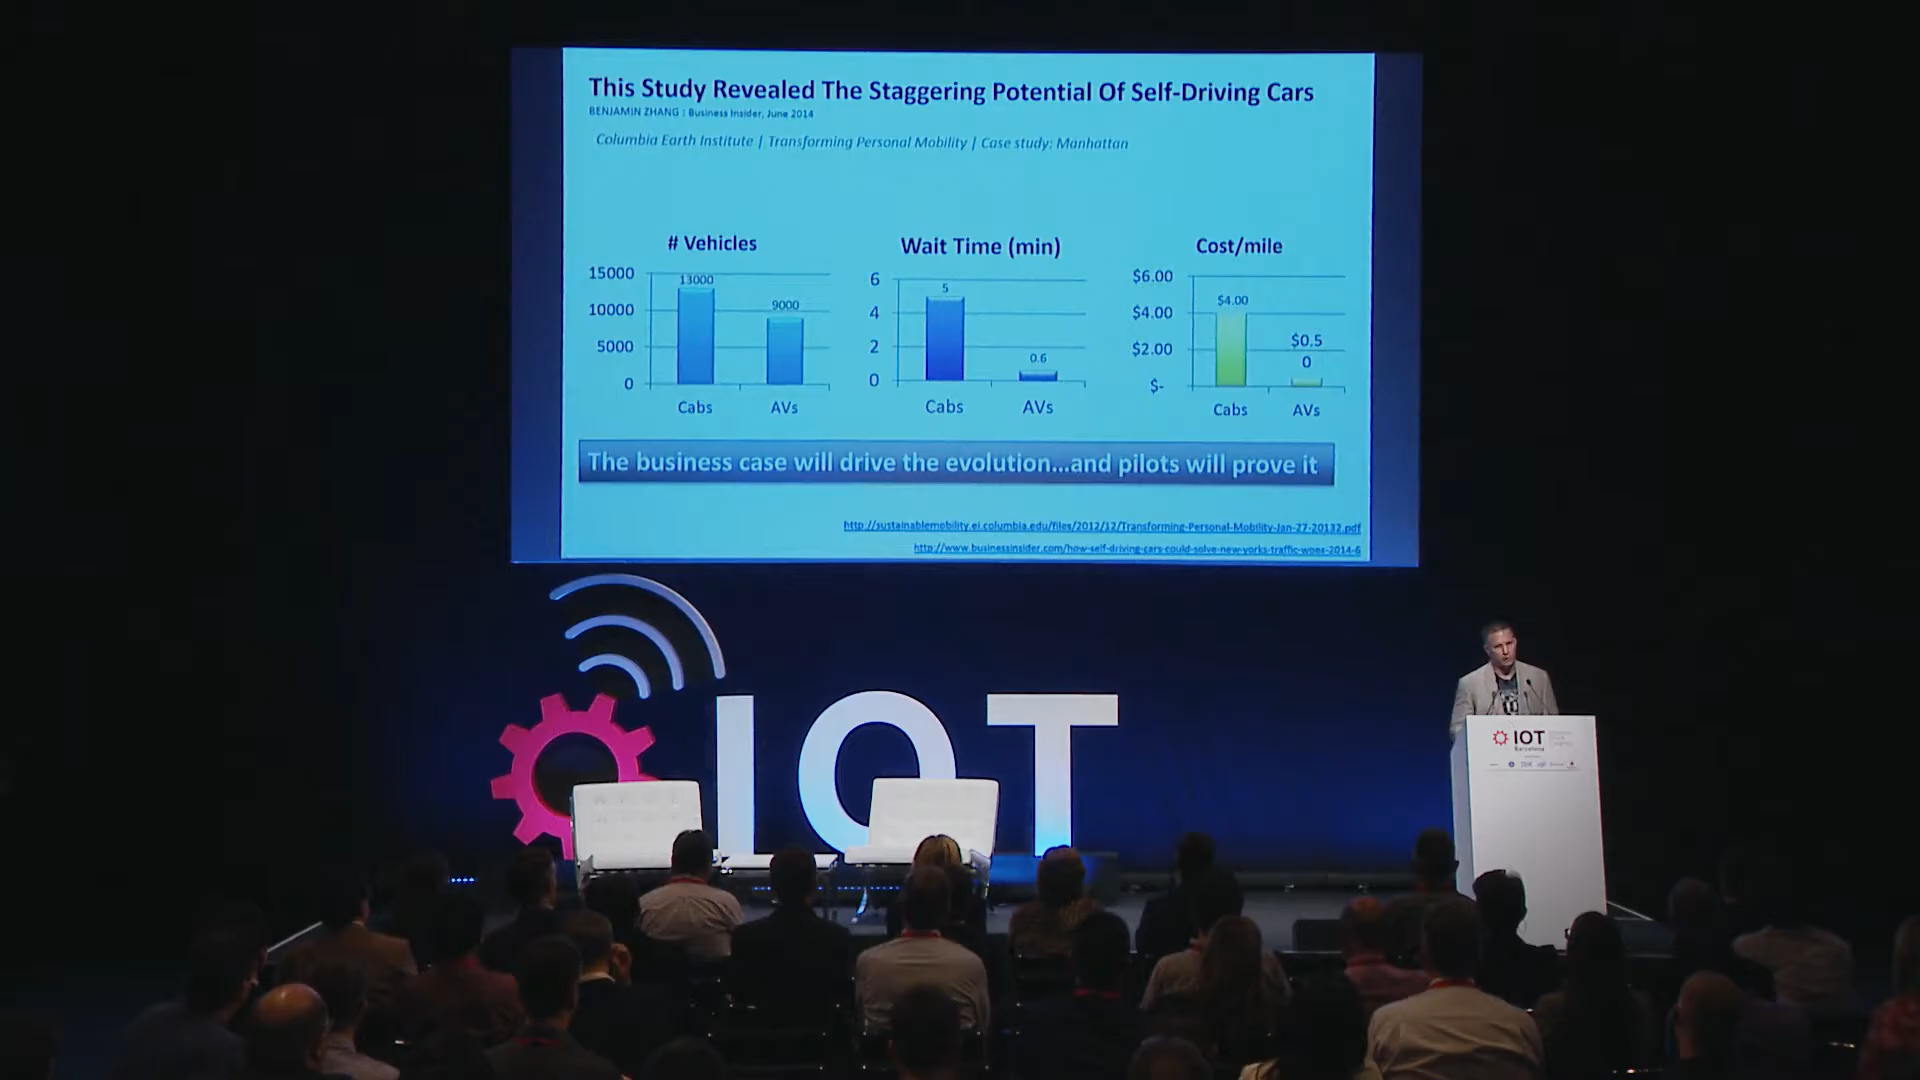 This Study Revealed The Staggering Potential Of Self-Driving Cars
BENJAMIN ZHANG : Business Insider, June 2014
Columbia Earth Institute | Transforming Personal Mobility | Case study: Manhattan
# Vehicles
15000
10000
5000
0
13000
9000
Cabs
AVs
Wait Time (min)
6
4
2
0
5
0.6
Cabs
AVs
Cost/mile
$6.00
$4.00
$2.00
$-
$4.00
$0.5
0
Cabs
AVs
The business case will drive the evolution...and pilots will prove it
http://sustainablemobility.ei.columbia.edu/files/2012/12/Transforming-Personal-Mobility-Jan-27-20132.pdf
http://www.businessinsider.com/how-self-driving-cars-could-solve-new-yorks-traffic-woes-2014-6
IOT
IOT
Barcelona